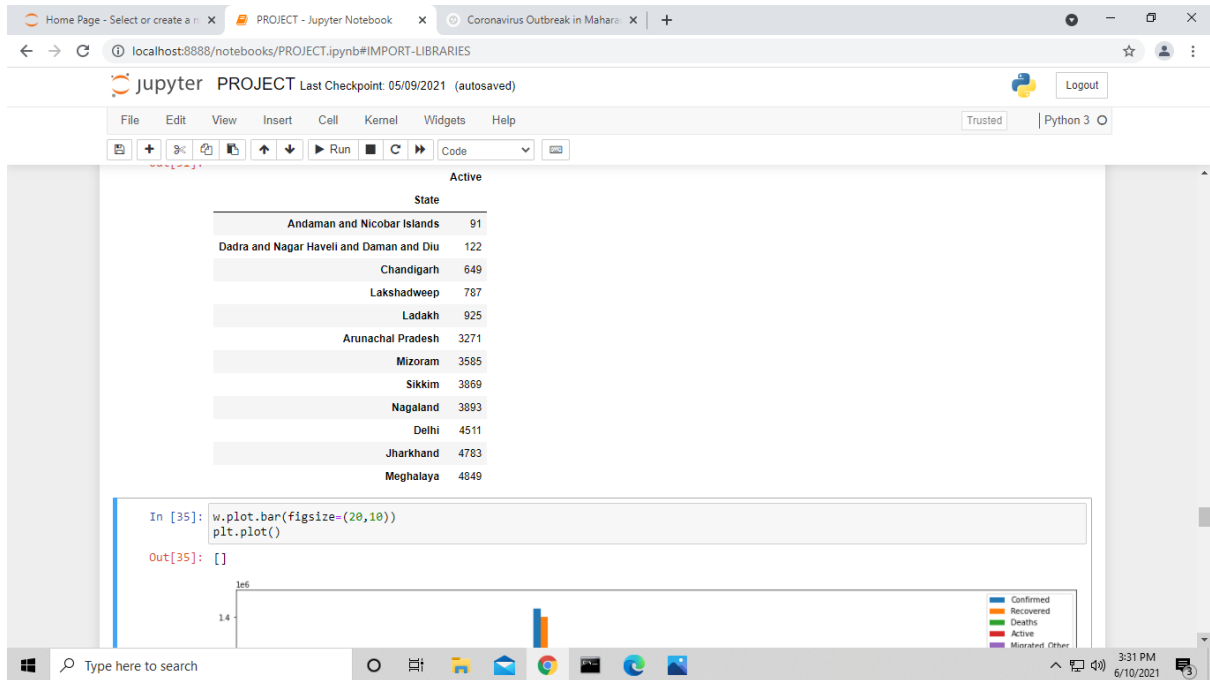 Home Page - Select or create a n
PROJECT - Jupyter Notebook
Coronavirus Outbreak in Mahara
localhost:8888/notebooks/PROJECT.ipynb#IMPORT-LIBRARIES
jupyter PROJECT Last Checkpoint: 05/09/2021 (autosaved)
Logout
File Edit View Insert Cell Kernel Widgets Help
Trusted Python 3
Run Code
Active
State
Andaman and Nicobar Islands 91
Dadra and Nagar Haveli and Daman and Diu 122
Chandigarh 649
Lakshadweep 787
Ladakh 925
Arunachal Pradesh 3271
Mizoram 3585
Sikkim 3869
Nagaland 3893
Delhi 4511
Jharkhand 4783
Meghalaya 4849
In [35]: w.plot.bar(figsize=(20,10))
plt.plot()
Out[35]: []
1e6
1.4
Confirmed
Recovered
Deaths
Active
Migrated_Other
Type here to search
3:31 PM
6/10/2021
3